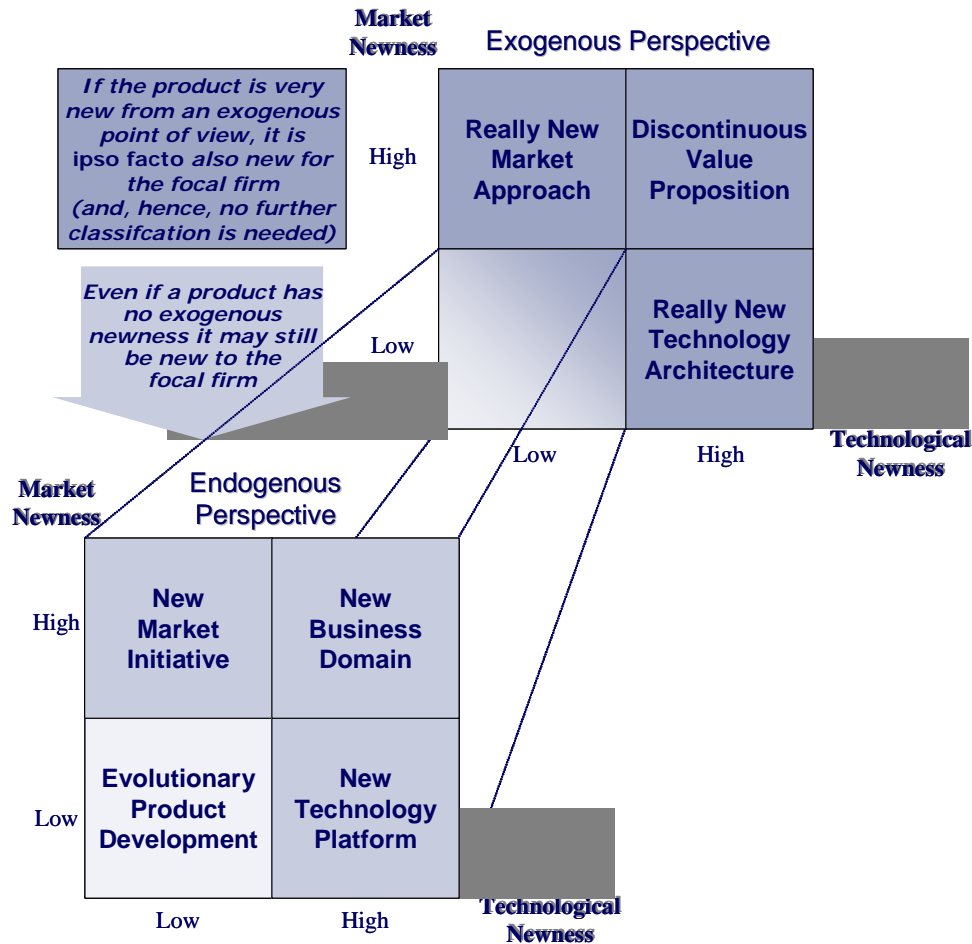 Market
Newness
Exogenous Perspective
If the product is very
new from an exogenous
point of view, it is
ipso facto also new for
the focal firm
(and, hence, no further
classifcation is needed)
High
Really New
Market
Approach
Discontinuous
Value
Proposition
Even if a product has
no exogenous
newness it may still
be new to the
focal firm
Low
Really New
Technology
Architecture
Low
High
Technological
Newness
Market
Newness
Endogenous
Perspective
High
New
Market
Initiative
New
Business
Domain
Low
Evolutionary
Product
Development
New
Technology
Platform
Low
High
Technological
Newness